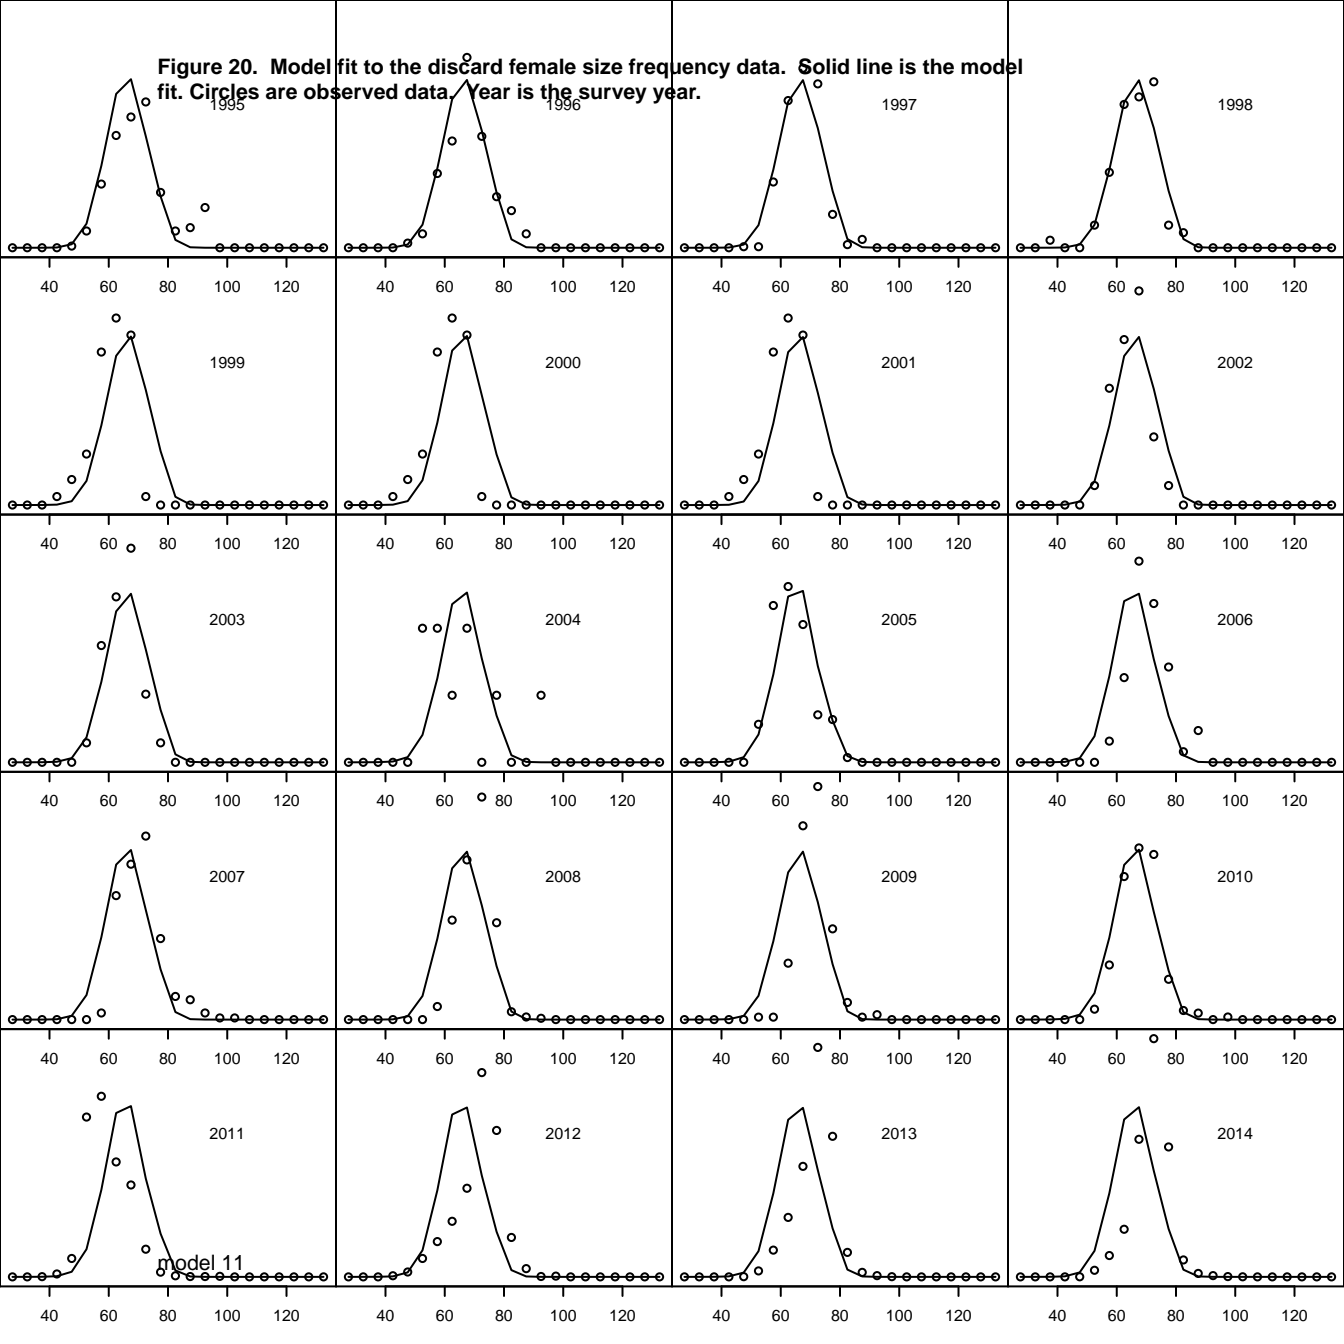 Figure 20.  Model fit to the discard female size frequency data.  Solid line is the model
fit. Circles are observed data.  Year is the survey year.
1995 1996 1997 1998
40 60 80 100 120 40 60 80 100 120 40 60 80 100 120 40 60 80 100 120
1999 2000 2001 2002
40 60 80 100 120 40 60 80 100 120 40 60 80 100 120 40 60 80 100 120
2003 2004 2005 2006
40 60 80 100 120 40 60 80 100 120 40 60 80 100 120 40 60 80 100 120
2007 2008 2009 2010
40 60 80 100 120 40 60 80 100 120 40 60 80 100 120 40 60 80 100 120
2011 2012 2013 2014
model 11
40 60 80 100 120 40 60 80 100 120 40 60 80 100 120 40 60 80 100 120